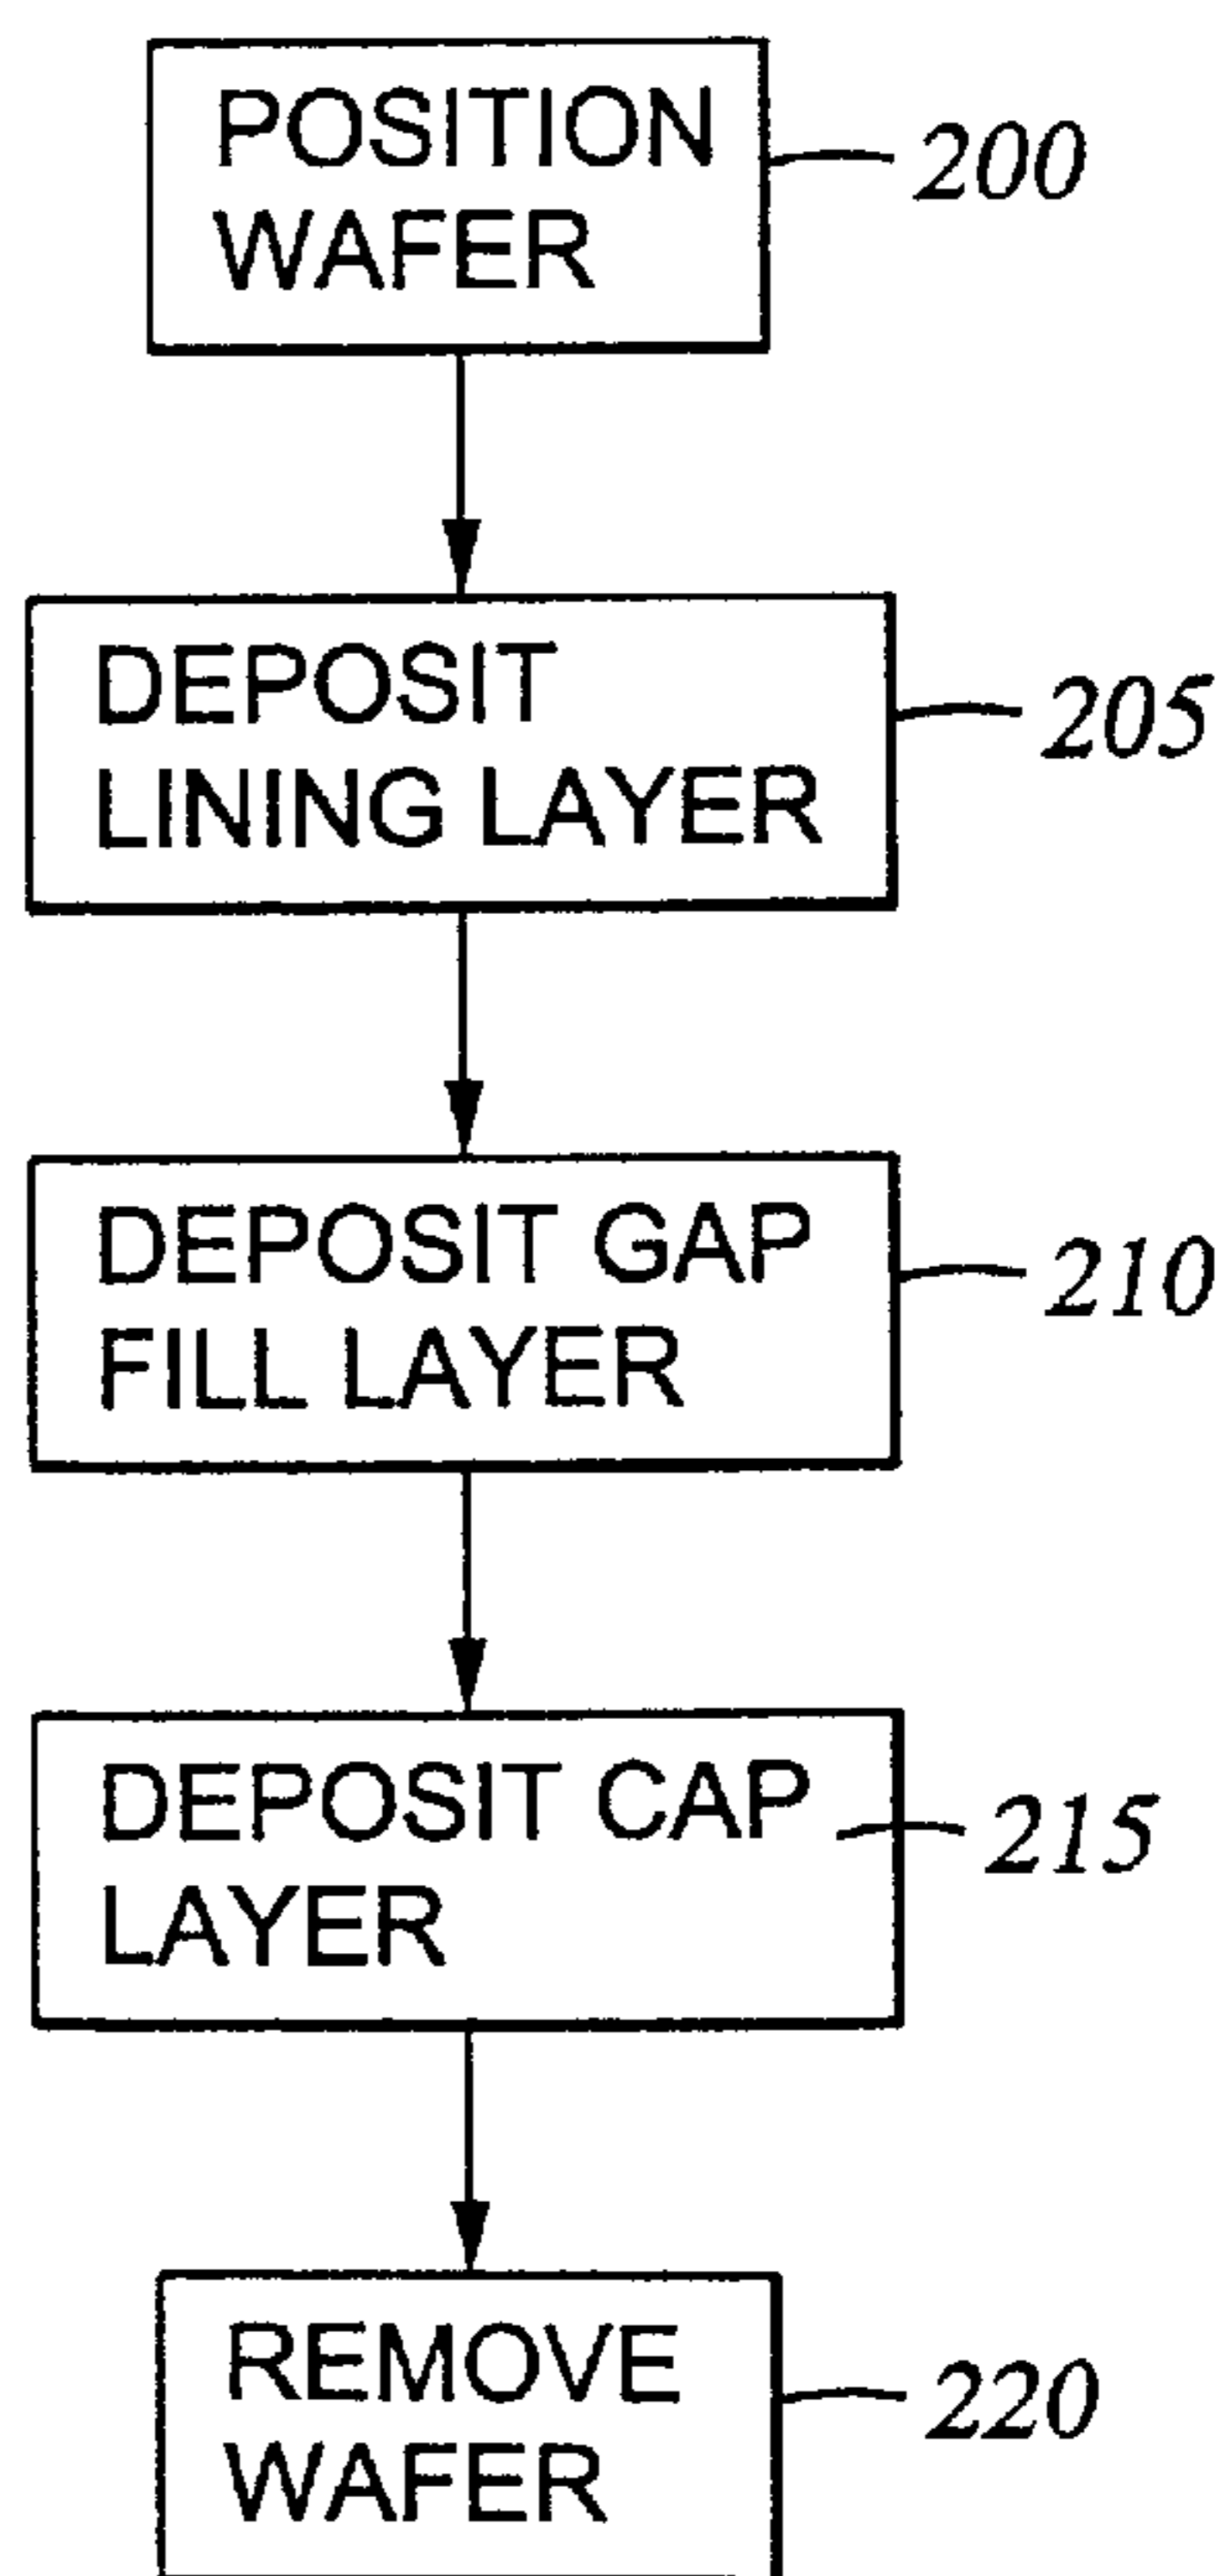 POSITION
WAFER
200
DEPOSIT
LINING LAYER
205
DEPOSIT GAP
FILL LAYER
210
DEPOSIT CAP
LAYER
215
REMOVE
WAFER
220